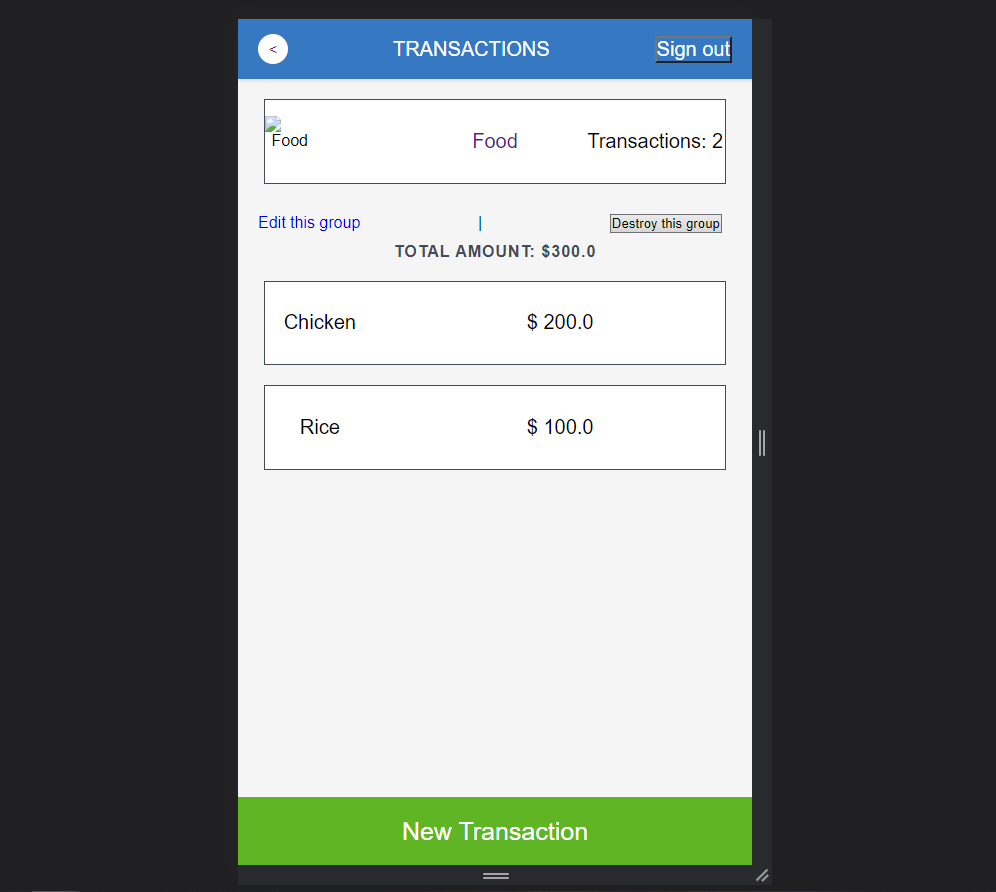 < TRANSACTIONS Sign out
Food Food Transactions: 2
Edit this group | Destroy this group
TOTAL AMOUNT: $300.0
Chicken $ 200.0
Rice $ 100.0
New Transaction